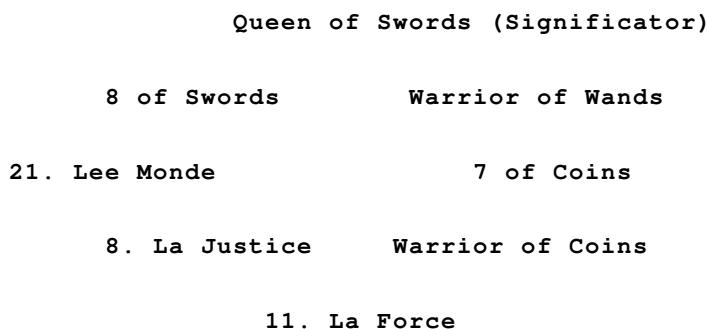 Queen of Swords (Significator)
8 of Swords Warrior of Wands
21. Lee Monde 7 of Coins
8. La Justice Warrior of Coins
11. La Force